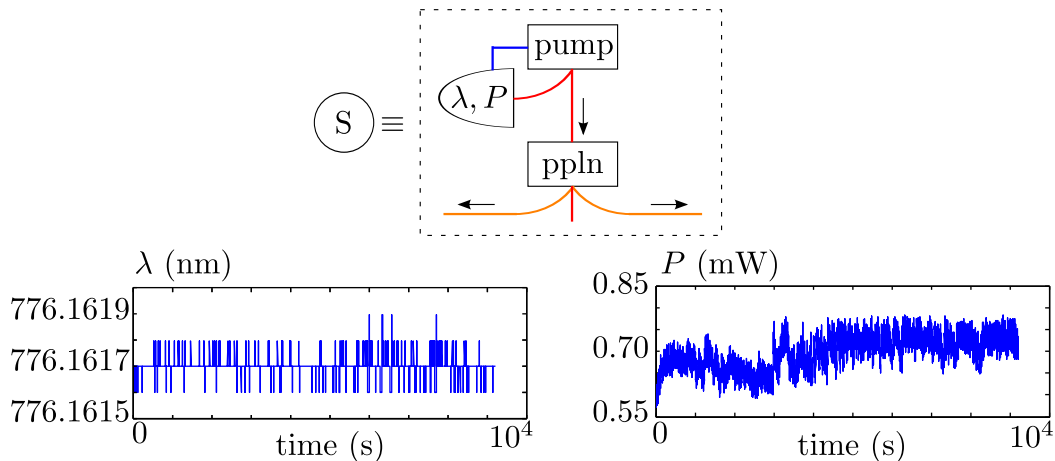 pump
λ, P
S ≡
ppln
λ (nm)
776.1619
776.1617
776.1615
0
10⁴
time (s)
P (mW)
0.85
0.70
0.55
0
10⁴
time (s)